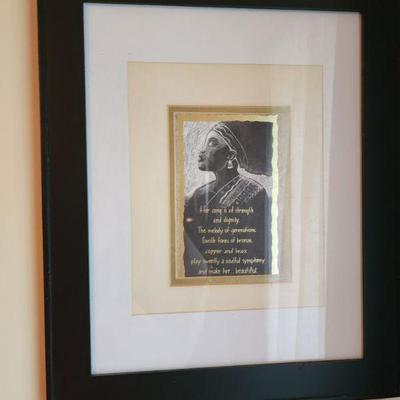 Her song is of strength
and dignity.
The melody of generations.
Gentle tones of bronze,
copper and brass
play sweetly a soulful symphony
and make her...beautiful.